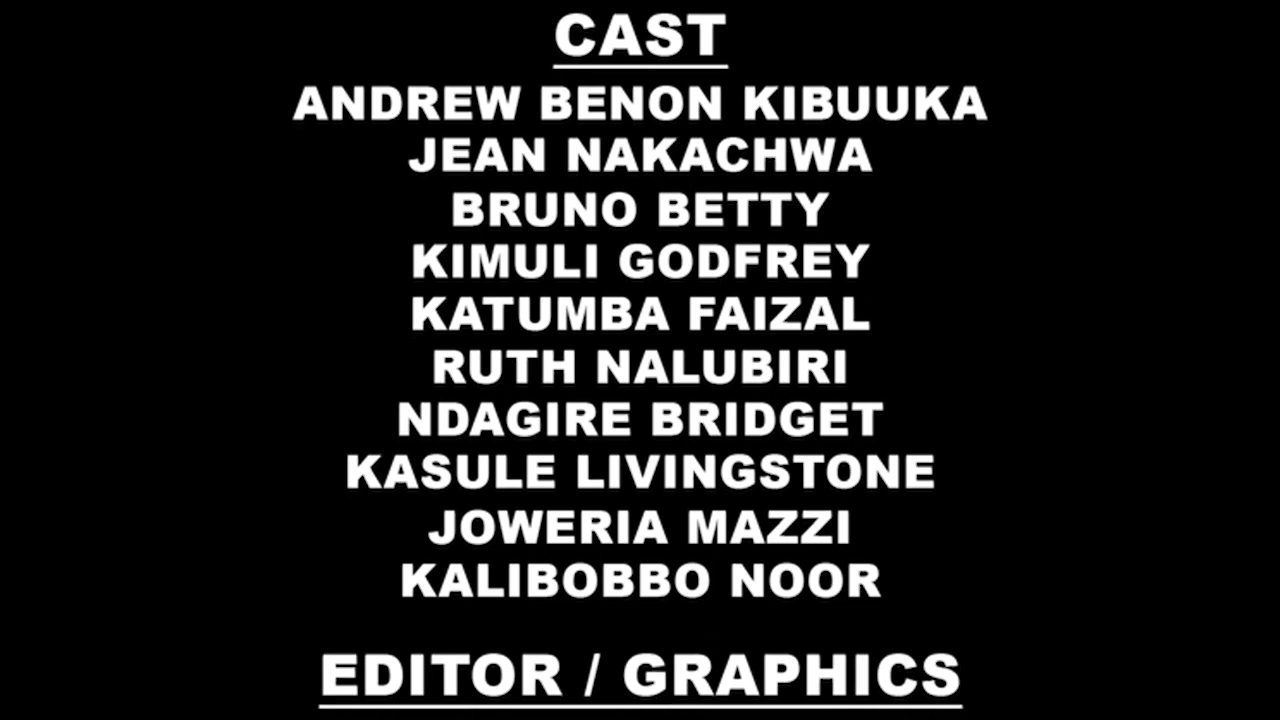 CAST
ANDREW BENON KIBUUKA
JEAN NAKACHWA
BRUNO BETTY
KIMULI GODFREY
KATUMBA FAIZAL
RUTH NALUBIRI
NDAGIRE BRIDGET
KASULE LIVINGSTONE
JOWERIA MAZZI
KALIBOBBO NOOR
EDITOR / GRAPHICS